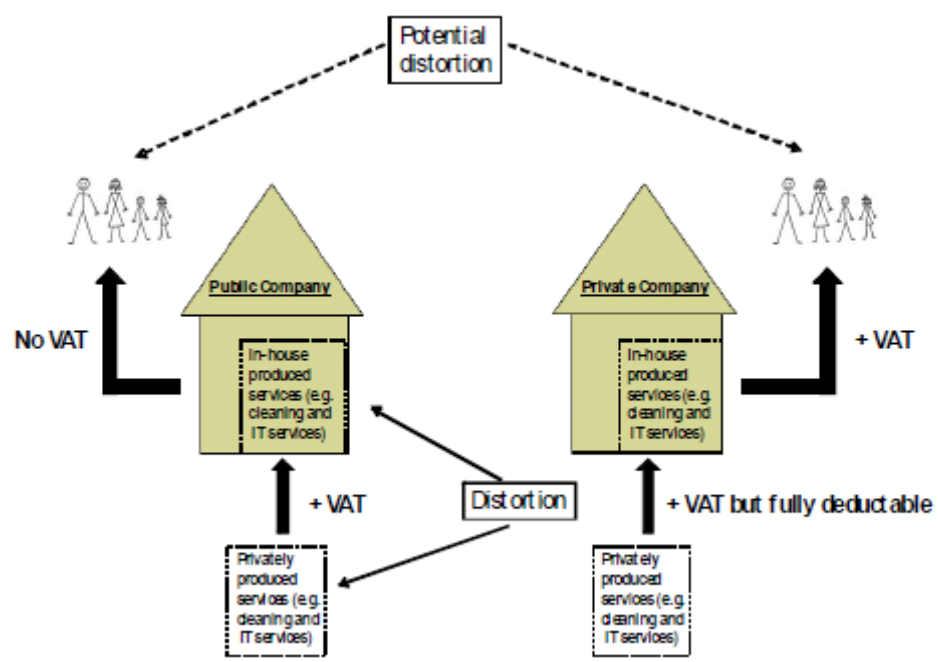 Potential
distortion
Public Company
Private Company
No VAT
+ VAT
In-house
produced
services (e.g.
cleaning and
IT services)
In-house
produced
services (e.g.
cleaning and
IT services)
+ VAT
Distortion
+ VAT but fully deductable
Privately
produced
services (e.g.
cleaning and
IT services)
Privately
produced
services (e.g.
cleaning and
IT services)